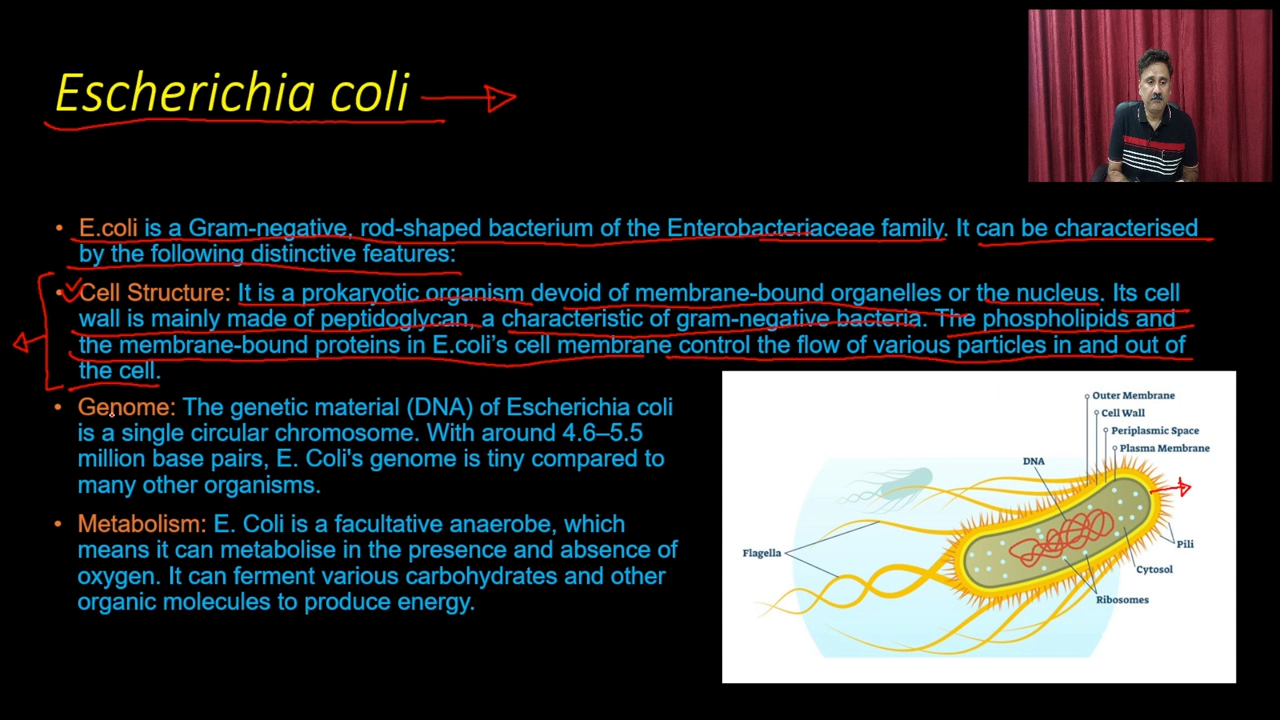 Escherichia coli
• E.coli is a Gram-negative, rod-shaped bacterium of the Enterobacteriaceae family. It can be characterised
by the following distinctive features:
• Cell Structure: It is a prokaryotic organism devoid of membrane-bound organelles or the nucleus. Its cell
wall is mainly made of peptidoglycan, a characteristic of gram-negative bacteria. The phospholipids and
the membrane-bound proteins in E.coli's cell membrane control the flow of various particles in and out of
the cell.
• Genome: The genetic material (DNA) of Escherichia coli
is a single circular chromosome. With around 4.6–5.5
million base pairs, E. Coli's genome is tiny compared to
many other organisms.
• Metabolism: E. Coli is a facultative anaerobe, which
means it can metabolise in the presence and absence of
oxygen. It can ferment various carbohydrates and other
organic molecules to produce energy.
Outer Membrane
Cell Wall
Periplasmic Space
Plasma Membrane
DNA
Flagella
Pili
Cytosol
Ribosomes